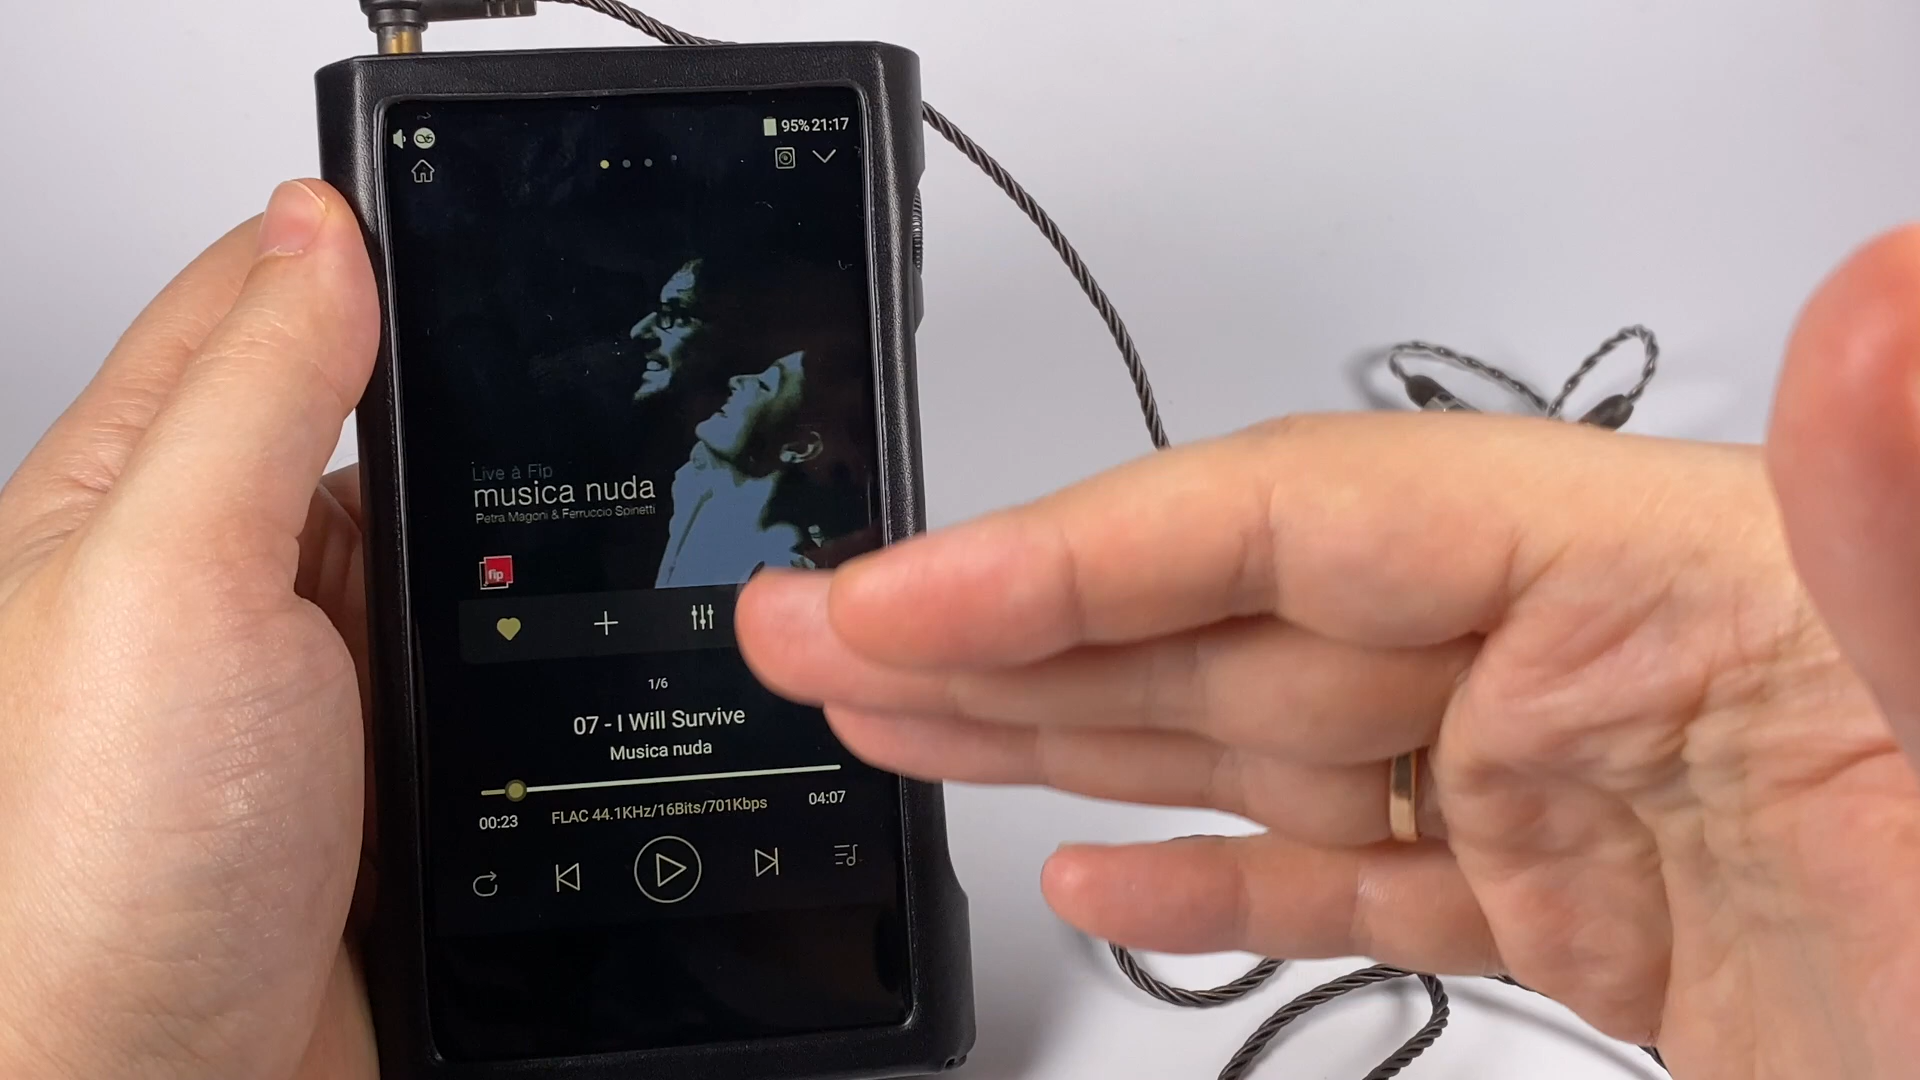 95% 21:17
Live à Fip
musica nuda
Petra Magoni & Ferruccio Spinetti
fip
1/6
07 - I Will Survive
Musica nuda
00:23
FLAC 44.1KHz/16Bits/701Kbps
04:07